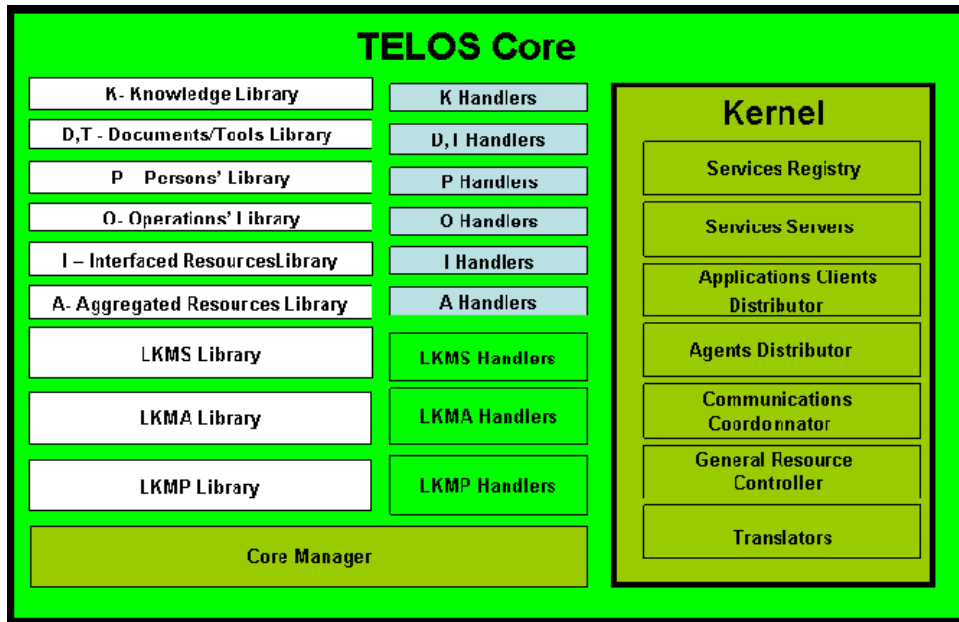 TELOS Core
K- Knowledge Library
K Handlers
D,T - Documents/Tools Library
D,T Handlers
P – Persons' Library
P Handlers
O- Operations' Library
O Handlers
I – Interfaced ResourcesLibrary
I Handlers
A- Aggregated Resources Library
A Handlers
LKMS Library
LKMS Handlers
LKMA Library
LKMA Handlers
LKMP Library
LKMP Handlers
Core Manager
Kernel
Services Registry
Services Servers
Applications Clients
Distributor
Agents Distributor
Communications
Coordonnator
General Resource
Controller
Translators